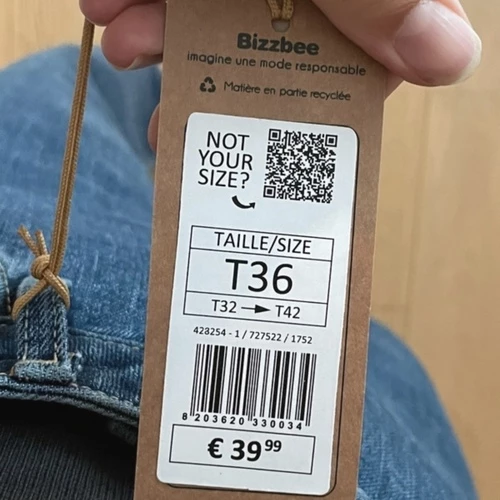 Bizzbee
imagine une mode responsable
Matière en partie recyclée
NOT
YOUR
SIZE?
TAILLE/SIZE
T36
T32 → T42
428254 - 1 / 727522 / 1752
8 203620 330034
€ 39⁹⁹